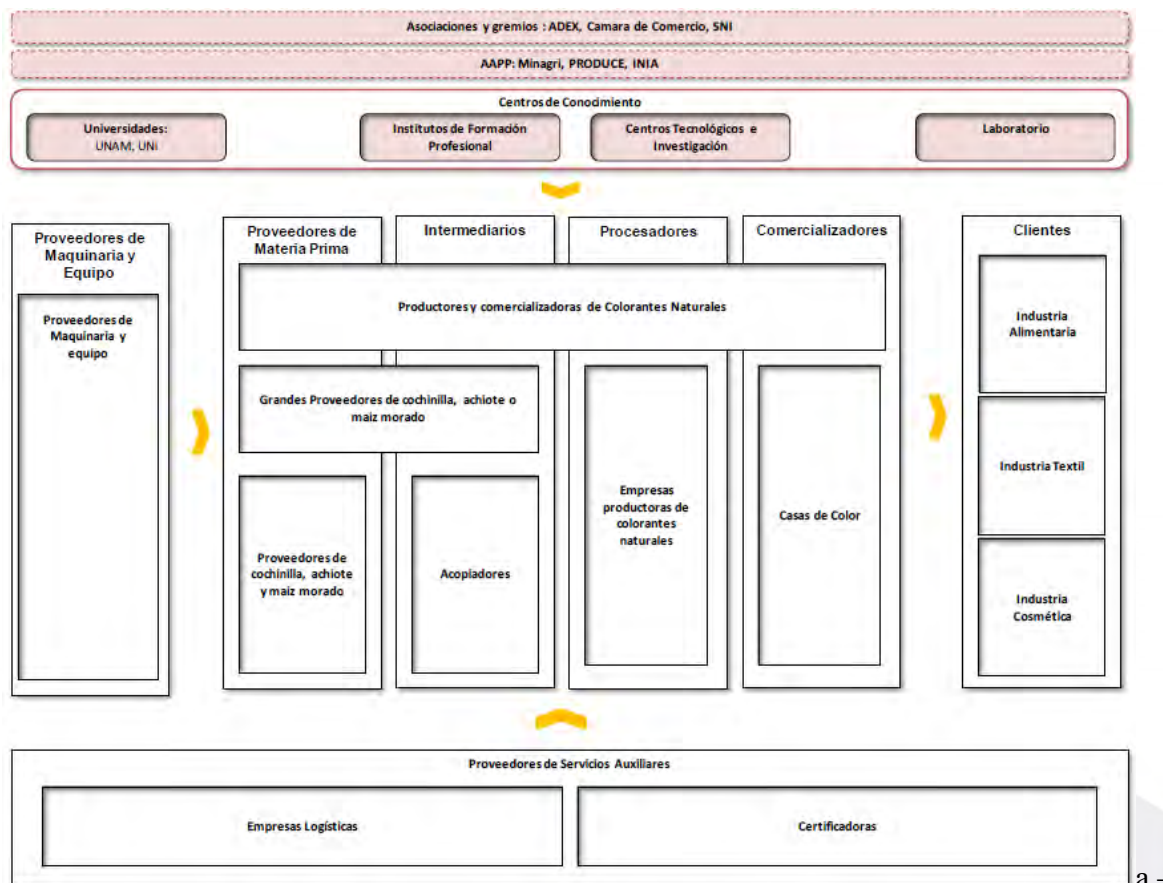 Asociaciones y gremios : ADEX, Camara de Comercio, SNI
AAPP: Minagri, PRODUCE, INIA
Centros de Conocimiento
Universidades:
UNAM, UNI
Institutos de Formación
Profesional
Centros Tecnológicos e
Investigación
Laboratorio
Proveedores de
Maquinaria y
Equipo
Proveedores de
Maquinaria y
equipo
Proveedores de
Materia Prima
Intermediarios
Procesadores
Comercializadores
Productores y comercializadoras de Colorantes Naturales
Grandes Proveedores de cochinilla, achiote o
maiz morado
Proveedores de
cochinilla, achiote
y maiz morado
Acopiadores
Empresas
productoras de
colorantes
naturales
Casas de Color
Clientes
Industria
Alimentaria
Industria Textil
Industria
Cosmética
Proveedores de Servicios Auxiliares
Empresas Logísticas
Certificadoras
a -